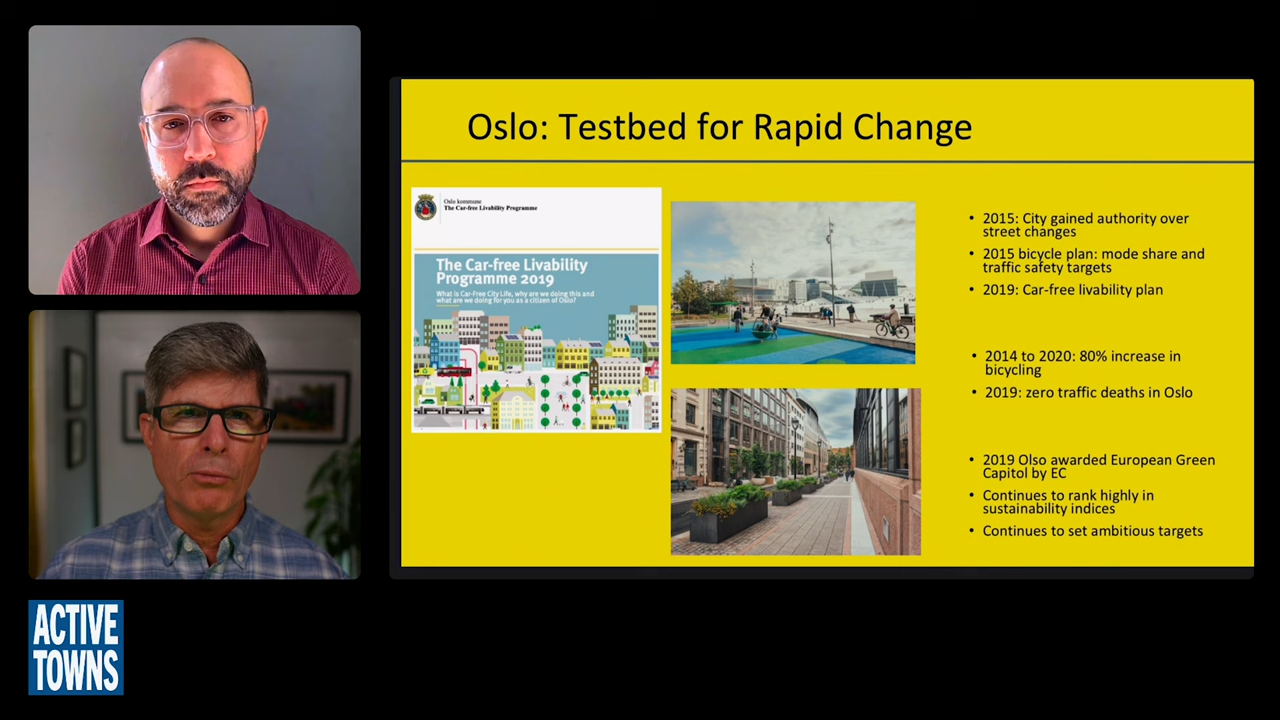 Oslo: Testbed for Rapid Change
Oslo kommune
The Car-free Livability Programme
The Car-free Livability
Programme 2019
What is Car-Free City Life, why are we doing this and
what are we doing for you as a citizen of Oslo?
• 2015: City gained authority over
street changes
• 2015 bicycle plan: mode share and
traffic safety targets
• 2019: Car-free livability plan
• 2014 to 2020: 80% increase in
bicycling
• 2019: zero traffic deaths in Oslo
• 2019 Olso awarded European Green
Capitol by EC
• Continues to rank highly in
sustainability indices
• Continues to set ambitious targets
ACTIVE
TOWNS